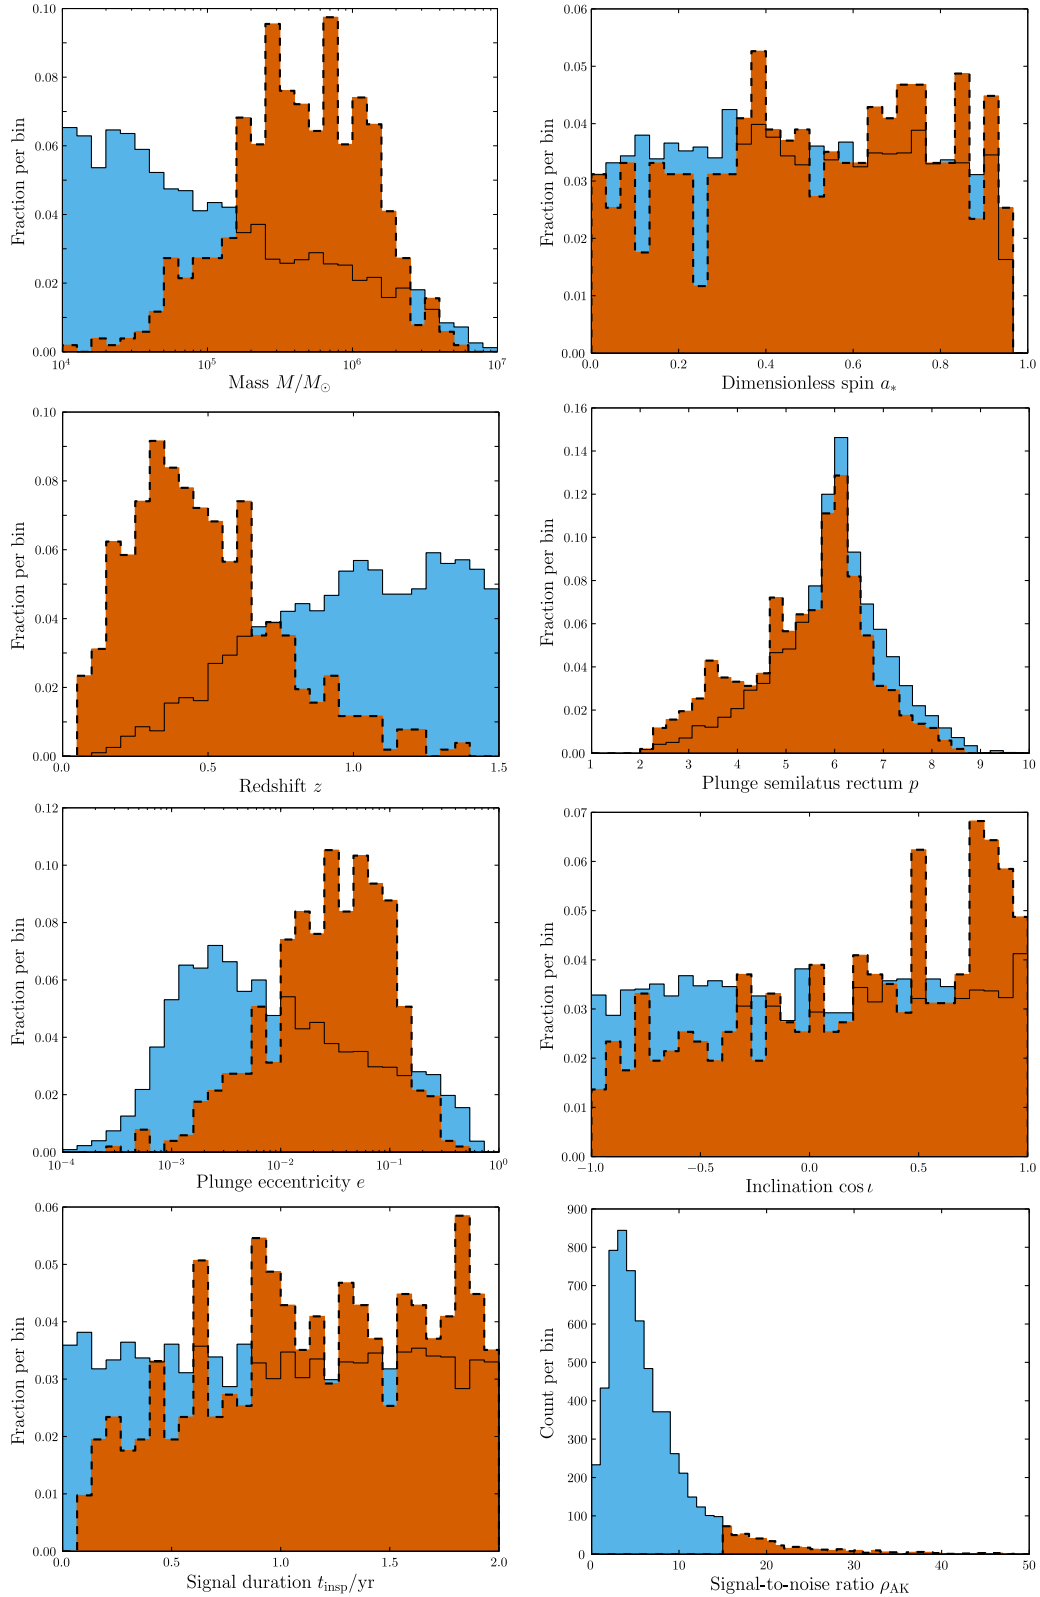 0.10
0.08
0.06
0.04
0.02
0.00
Fraction per bin
10⁴ 10⁵ 10⁶ 10⁷
Mass M/M☉
0.06
0.05
0.04
0.03
0.02
0.01
0.00
Fraction per bin
0.0 0.2 0.4 0.6 0.8 1.0
Dimensionless spin a*
0.10
0.08
0.06
0.04
0.02
0.00
Fraction per bin
0.0 0.5 1.0 1.5
Redshift z
0.16
0.14
0.12
0.10
0.08
0.06
0.04
0.02
0.00
Fraction per bin
1 2 3 4 5 6 7 8 9 10
Plunge semilatus rectum p
0.12
0.10
0.08
0.06
0.04
0.02
0.00
Fraction per bin
10⁻⁴ 10⁻³ 10⁻² 10⁻¹ 10⁰
Plunge eccentricity e
0.07
0.06
0.05
0.04
0.03
0.02
0.01
0.00
Fraction per bin
−1.0 −0.5 0.0 0.5 1.0
Inclination cos ι
0.06
0.05
0.04
0.03
0.02
0.01
0.00
Fraction per bin
0.0 0.5 1.0 1.5 2.0
Signal duration t_insp/yr
900
800
700
600
500
400
300
200
100
0
Count per bin
0 10 20 30 40 50
Signal-to-noise ratio ρ_AK